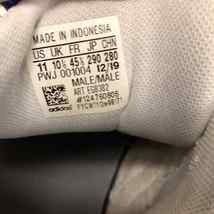 MADE IN INDONESIA
US UK FR JP CHN
11 10½ 45⅓ 290 280
PWJ 001004 12/19
MALE/MALE
ART EG8382
adidas